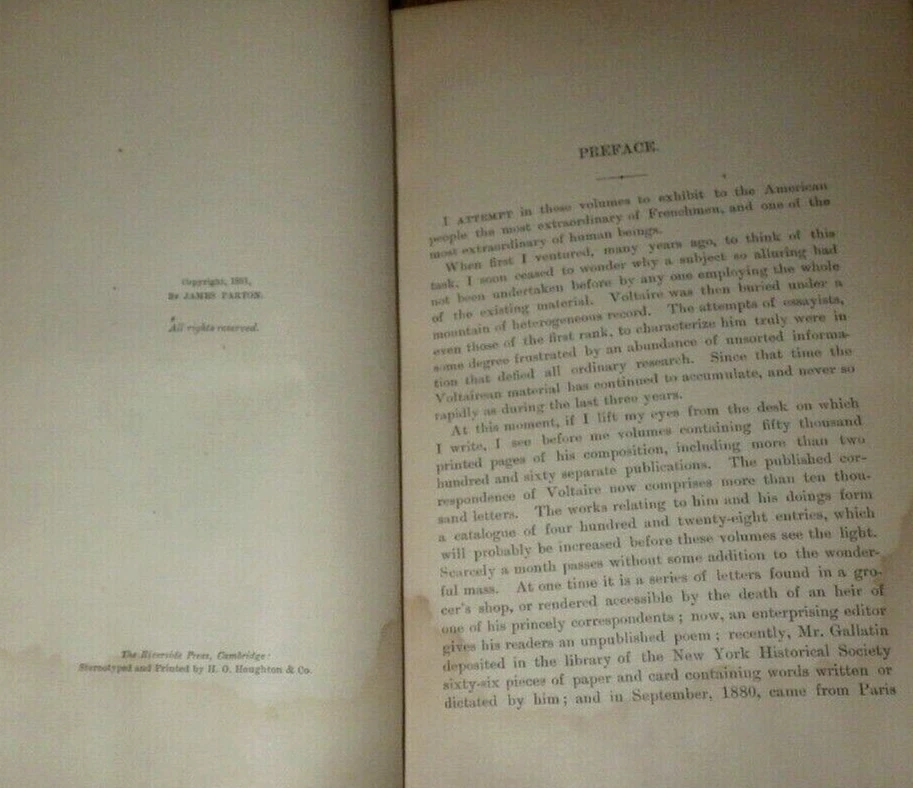 Copyright, 1881,
BY JAMES PARTON.
All rights reserved.
The Riverside Press, Cambridge:
Stereotyped and Printed by H. O. Houghton & Co.
PREFACE.
I ATTEMPT in these volumes to exhibit to the American
people the most extraordinary of Frenchmen, and one of the
most extraordinary of human beings.
When first I ventured, many years ago, to think of this
task, I soon ceased to wonder why a subject so alluring had
not been undertaken before by any one employing the whole
of the existing material. Voltaire was then buried under a
mountain of heterogeneous record. The attempts of essayists,
even those of the first rank, to characterize him truly were in
some degree frustrated by an abundance of unsorted informa-
tion that defied all ordinary research. Since that time the
Voltairean material has continued to accumulate, and never so
rapidly as during the last three years.
At this moment, if I lift my eyes from the desk on which
I write, I see before me volumes containing fifty thousand
printed pages of his composition, including more than two
hundred and sixty separate publications. The published cor-
respondence of Voltaire now comprises more than ten thou-
sand letters. The works relating to him and his doings form
a catalogue of four hundred and twenty-eight entries, which
will probably be increased before these volumes see the light.
Scarcely a month passes without some addition to the wonder-
ful mass. At one time it is a series of letters found in a gro-
cer's shop, or rendered accessible by the death of an heir of
one of his princely correspondents; now, an enterprising editor
gives his readers an unpublished poem; recently, Mr. Gallatin
deposited in the library of the New York Historical Society
sixty-six pieces of paper and card containing words written or
dictated by him; and in September, 1880, came from Paris